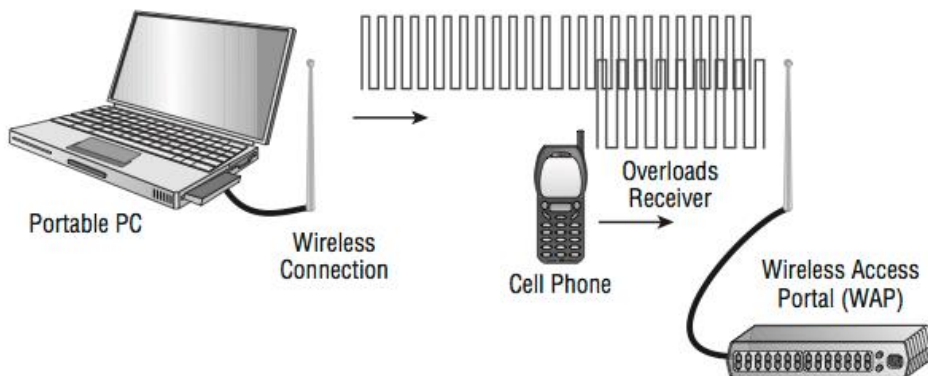 Portable PC
Wireless
Connection
Cell Phone
Overloads
Receiver
Wireless Access
Portal (WAP)